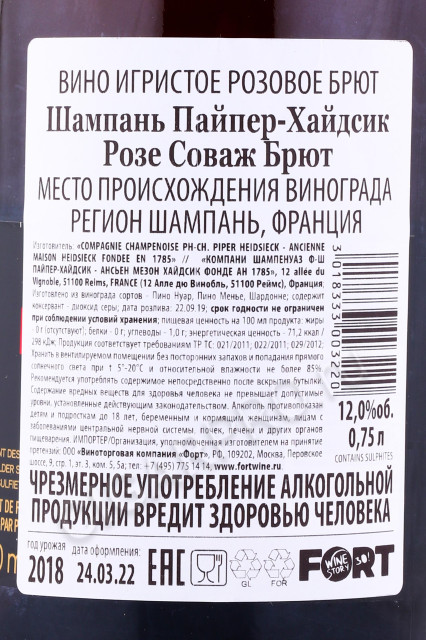 ВИНО ИГРИСТОЕ РОЗОВОЕ БРЮТ
Шампань Пайпер-Хайдсик
Розе Соваж Брют
МЕСТО ПРОИСХОЖДЕНИЯ ВИНОГРАДА
РЕГИОН ШАМПАНЬ, ФРАНЦИЯ
Изготовитель: «COMPAGNIE CHAMPENOISE PH-CH. PIPER HEIDSIECK - ANCIENNE
MAISON HEIDSIECK FONDEE EN 1785» // «КОМПАНИ ШАМПЕНУАЗ Ф-Ш
ПАЙПЕР-ХАЙДСИК - АНСЬЕН МЕЗОН ХАЙДСИК ФОНДЕ АН 1785», 12 allée du
Vignoble, 51100 Reims, FRANCE (12 Алле дю Винобль, 51100 Реймс), Франция;
Изготовлено из винограда сортов - Пино Нуар, Пино Менье, Шардонне; содержит
консервант - диоксид серы; дата розлива: 22.09.19; срок годности не ограничен
при соблюдении условий хранения; пищевая ценность на 100 мл продукта: жиры
- 0 г (отсутствуют); белки - 0 г; углеводы - 1,0 г; энергетическая ценность - 71,2 ккал /
298 кДж. Продукция соответствует требованиям ТР ТС: 021/2011; 022/2011; 029/2012;
Хранить в вентилируемом помещении без посторонних запахов и попадания прямого
солнечного света при t 5°-20°С и относительной влажности не более 85%.
Рекомендуется употреблять содержимое непосредственно после вскрытия бутылки.
Содержание вредных веществ для здоровья человека не превышает допустимые
уровни, установленные действующим законодательством. Алкоголь противопоказан
детям и подросткам до 18 лет, беременным и кормящим женщинам, лицам с
заболеваниями центральной нервной системы, почек, печени и других органов
пищеварения. ИМПОРТЕР/Организация, уполномоченная изготовителем на принятие
претензий: ООО «Виноторговая компания «Форт», РФ, 109202, Москва, Перовское
шоссе, 9, стр. 1, эт. 3, ком. 5, 5а; тел.: +7 (495) 775 14 14, www.fortwine.ru
3018333003220
12,0%об.
0,75 л
CONTAINS SULPHITES
ЧРЕЗМЕРНОЕ УПОТРЕБЛЕНИЕ АЛКОГОЛЬНОЙ
ПРОДУКЦИИ ВРЕДИТ ЗДОРОВЬЮ ЧЕЛОВЕКА
год урожая
2018
дата оформления:
24.03.22
EAC
GL
FOR
FORT
WINE STORY